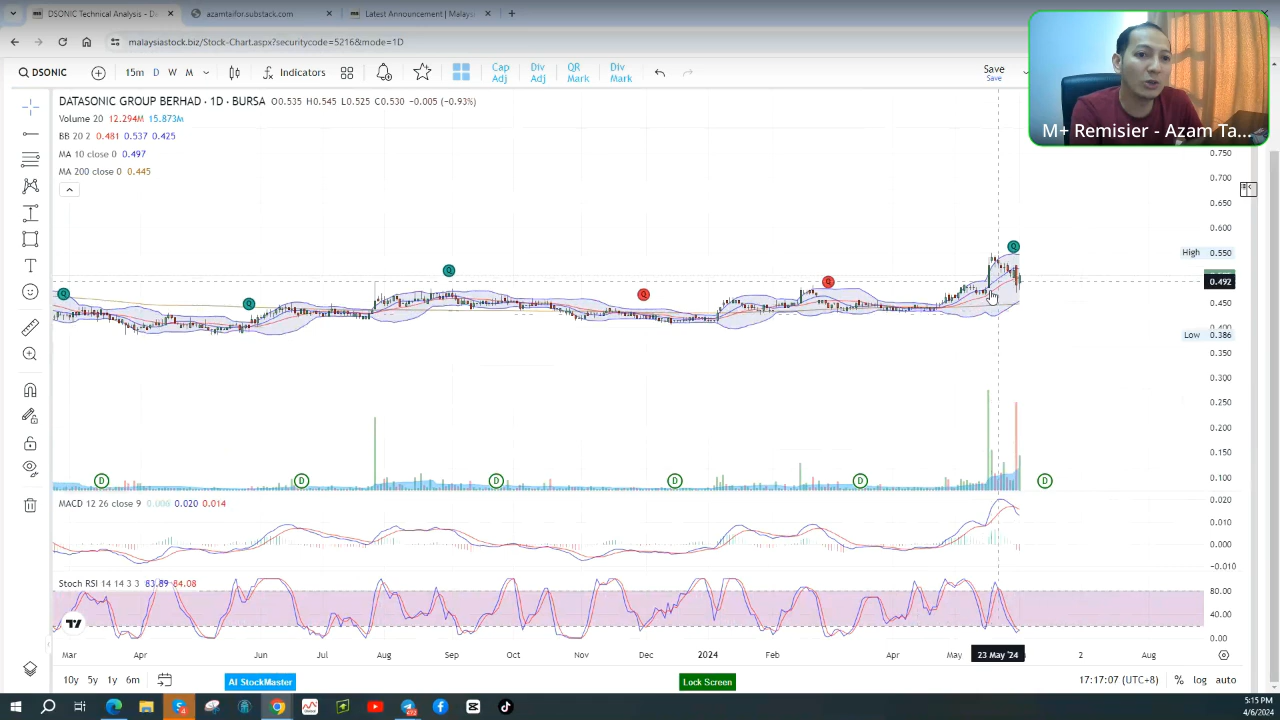 DSONIC Technical Analysis - D
azamtaifor.substack.com
Latest Announcement | Malays
malaysiastock.biz/Stock-Chart.aspx?securitycode=5216&mode=1D
DSONIC 15m D W M Indicators Cap Adj Div Adj QR Mark Div Mark Save
Save
M+ Remisier - Azam Ta...
DATASONIC GROUP BERHAD · 1D · BURSA O0.535 H0.545 L0.525 C0.530 -0.005 (-0.93%)
Volume 20 12.294M 15.873M
BB 20 2 0.481 0.537 0.425
MA 10 close 0 0.497
MA 200 close 0 0.445
0.750
0.700
0.650
0.600
High 0.550
0.492
0.450
0.400
Low 0.386
0.350
0.300
0.250
0.200
0.150
0.100
Q Q Q Q Q Q
D D D D D D D
MACD 12 26 close 9 0.006 0.020 0.014
0.020
0.010
0.000
-0.010
Stoch RSI 14 14 3 3 83.89 84.08
80.00
40.00
0.00
Mar Apr Jun Jul Aug Sep Oct Nov Dec 2024 Feb Apr May 23 May '24 2 Aug
10y 5y 1y 6m AI StockMaster Lock Screen 17:17:07 (UTC+8) % log auto
5:15 PM
4/6/2024